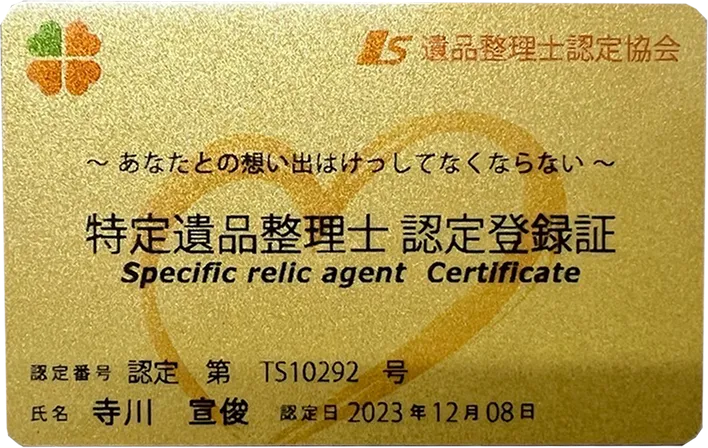 IS 遺品整理士認定協会
～ あなたとの想い出はけっしてなくならない ～
特定遺品整理士 認定登録証
Specific relic agent Certificate
認定番号 認定 第 TS10292 号
氏名 寺川 宣俊 認定日 2023年12月08日